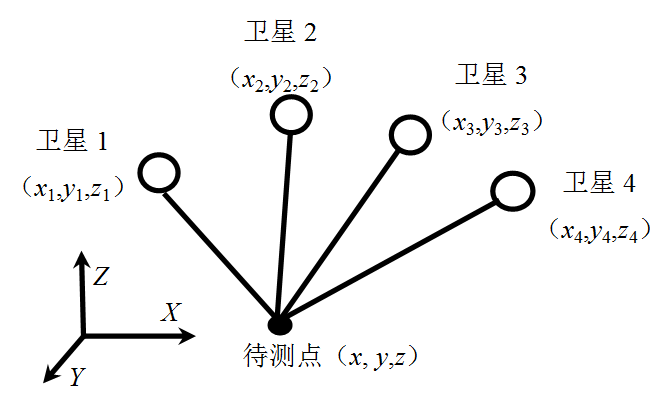 卫星 2
（x2,y2,z2）
卫星 3
（x3,y3,z3）
卫星 1
（x1,y1,z1）
卫星 4
（x4,y4,z4）
Z
X
Y
待测点（x, y,z）